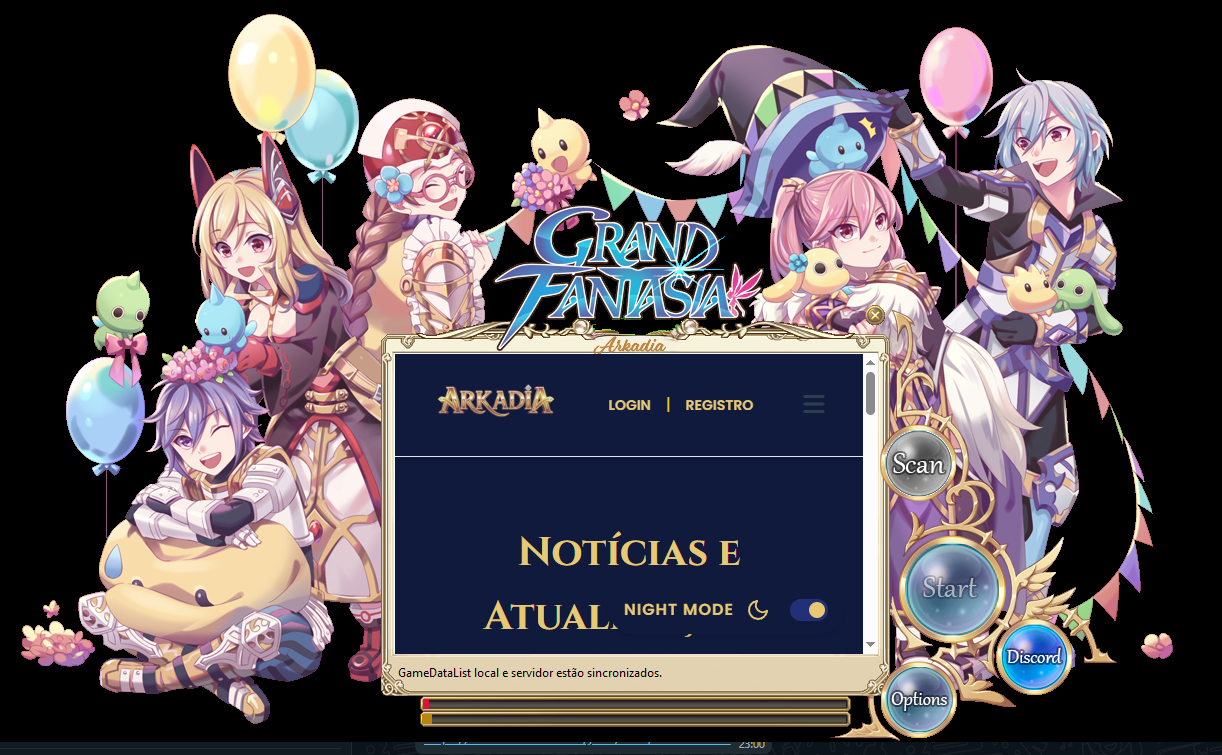 GRAND
FANTASIA
Arkadia
ARKADIA
LOGIN | REGISTRO
Scan
NOTÍCIAS E
Start
ATUAL
NIGHT MODE
Discord
GameDataList local e servidor estão sincronizados.
Options
23:00